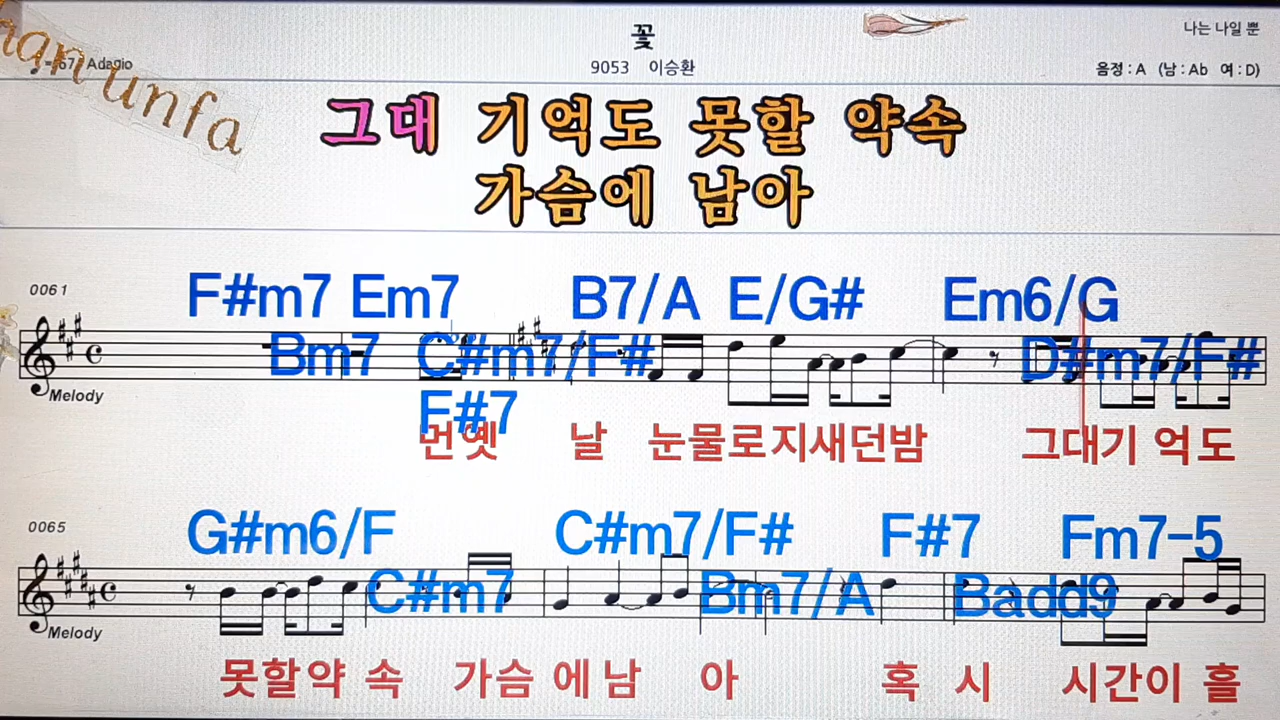 꽃
나는 나일 뿐
Adagio
9053 이승환
음정 : A (남 : Ab 여 : D)
unfa
그대 기억도 못할 약속
가슴에 남아
0061
F#m7 Em7 B7/A E/G# Em6/G
Bm7 C#m7/F# D#m7/F#
F#7
Melody
먼옛 날 눈물로지새던밤 그대기 억도
0065
G#m6/F C#m7/F# F#7 Fm7-5
C#m7 Bm7/A Badd9
Melody
못할약 속 가슴 에남 아 혹 시 시간이 흘